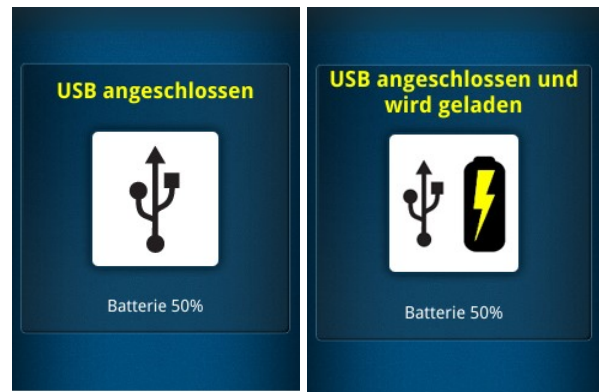 USB angeschlossen
Batterie 50%
USB angeschlossen und
wird geladen
Batterie 50%